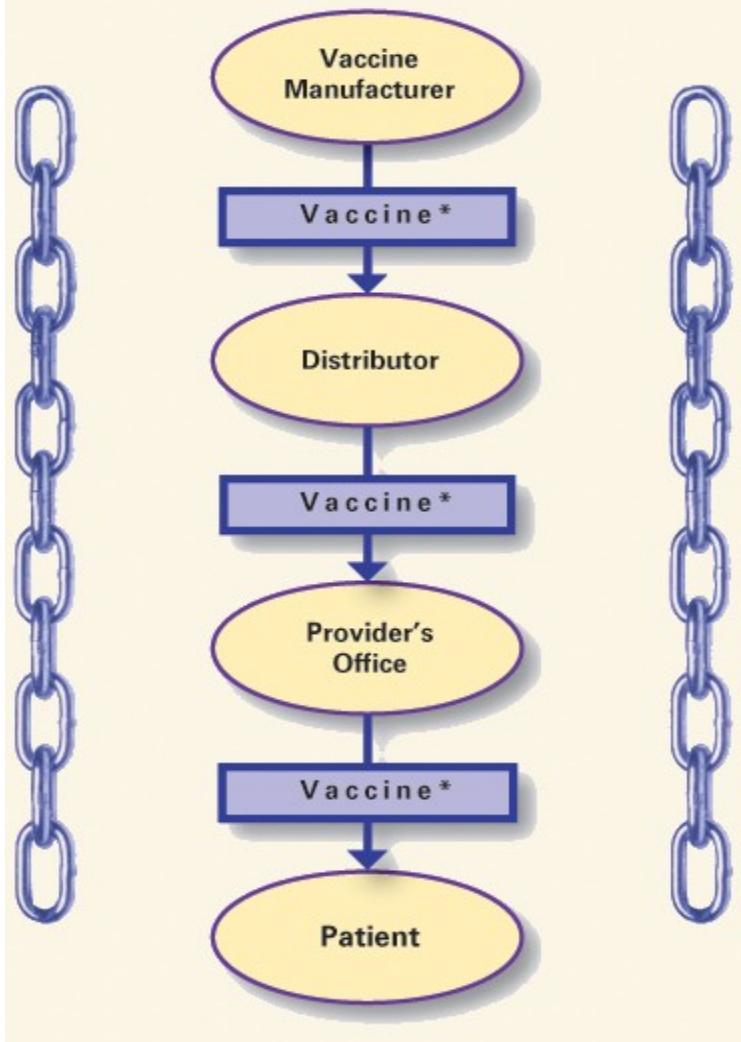 Vaccine
Manufacturer
Vaccine*
Distributor
Vaccine*
Provider's
Office
Vaccine*
Patient